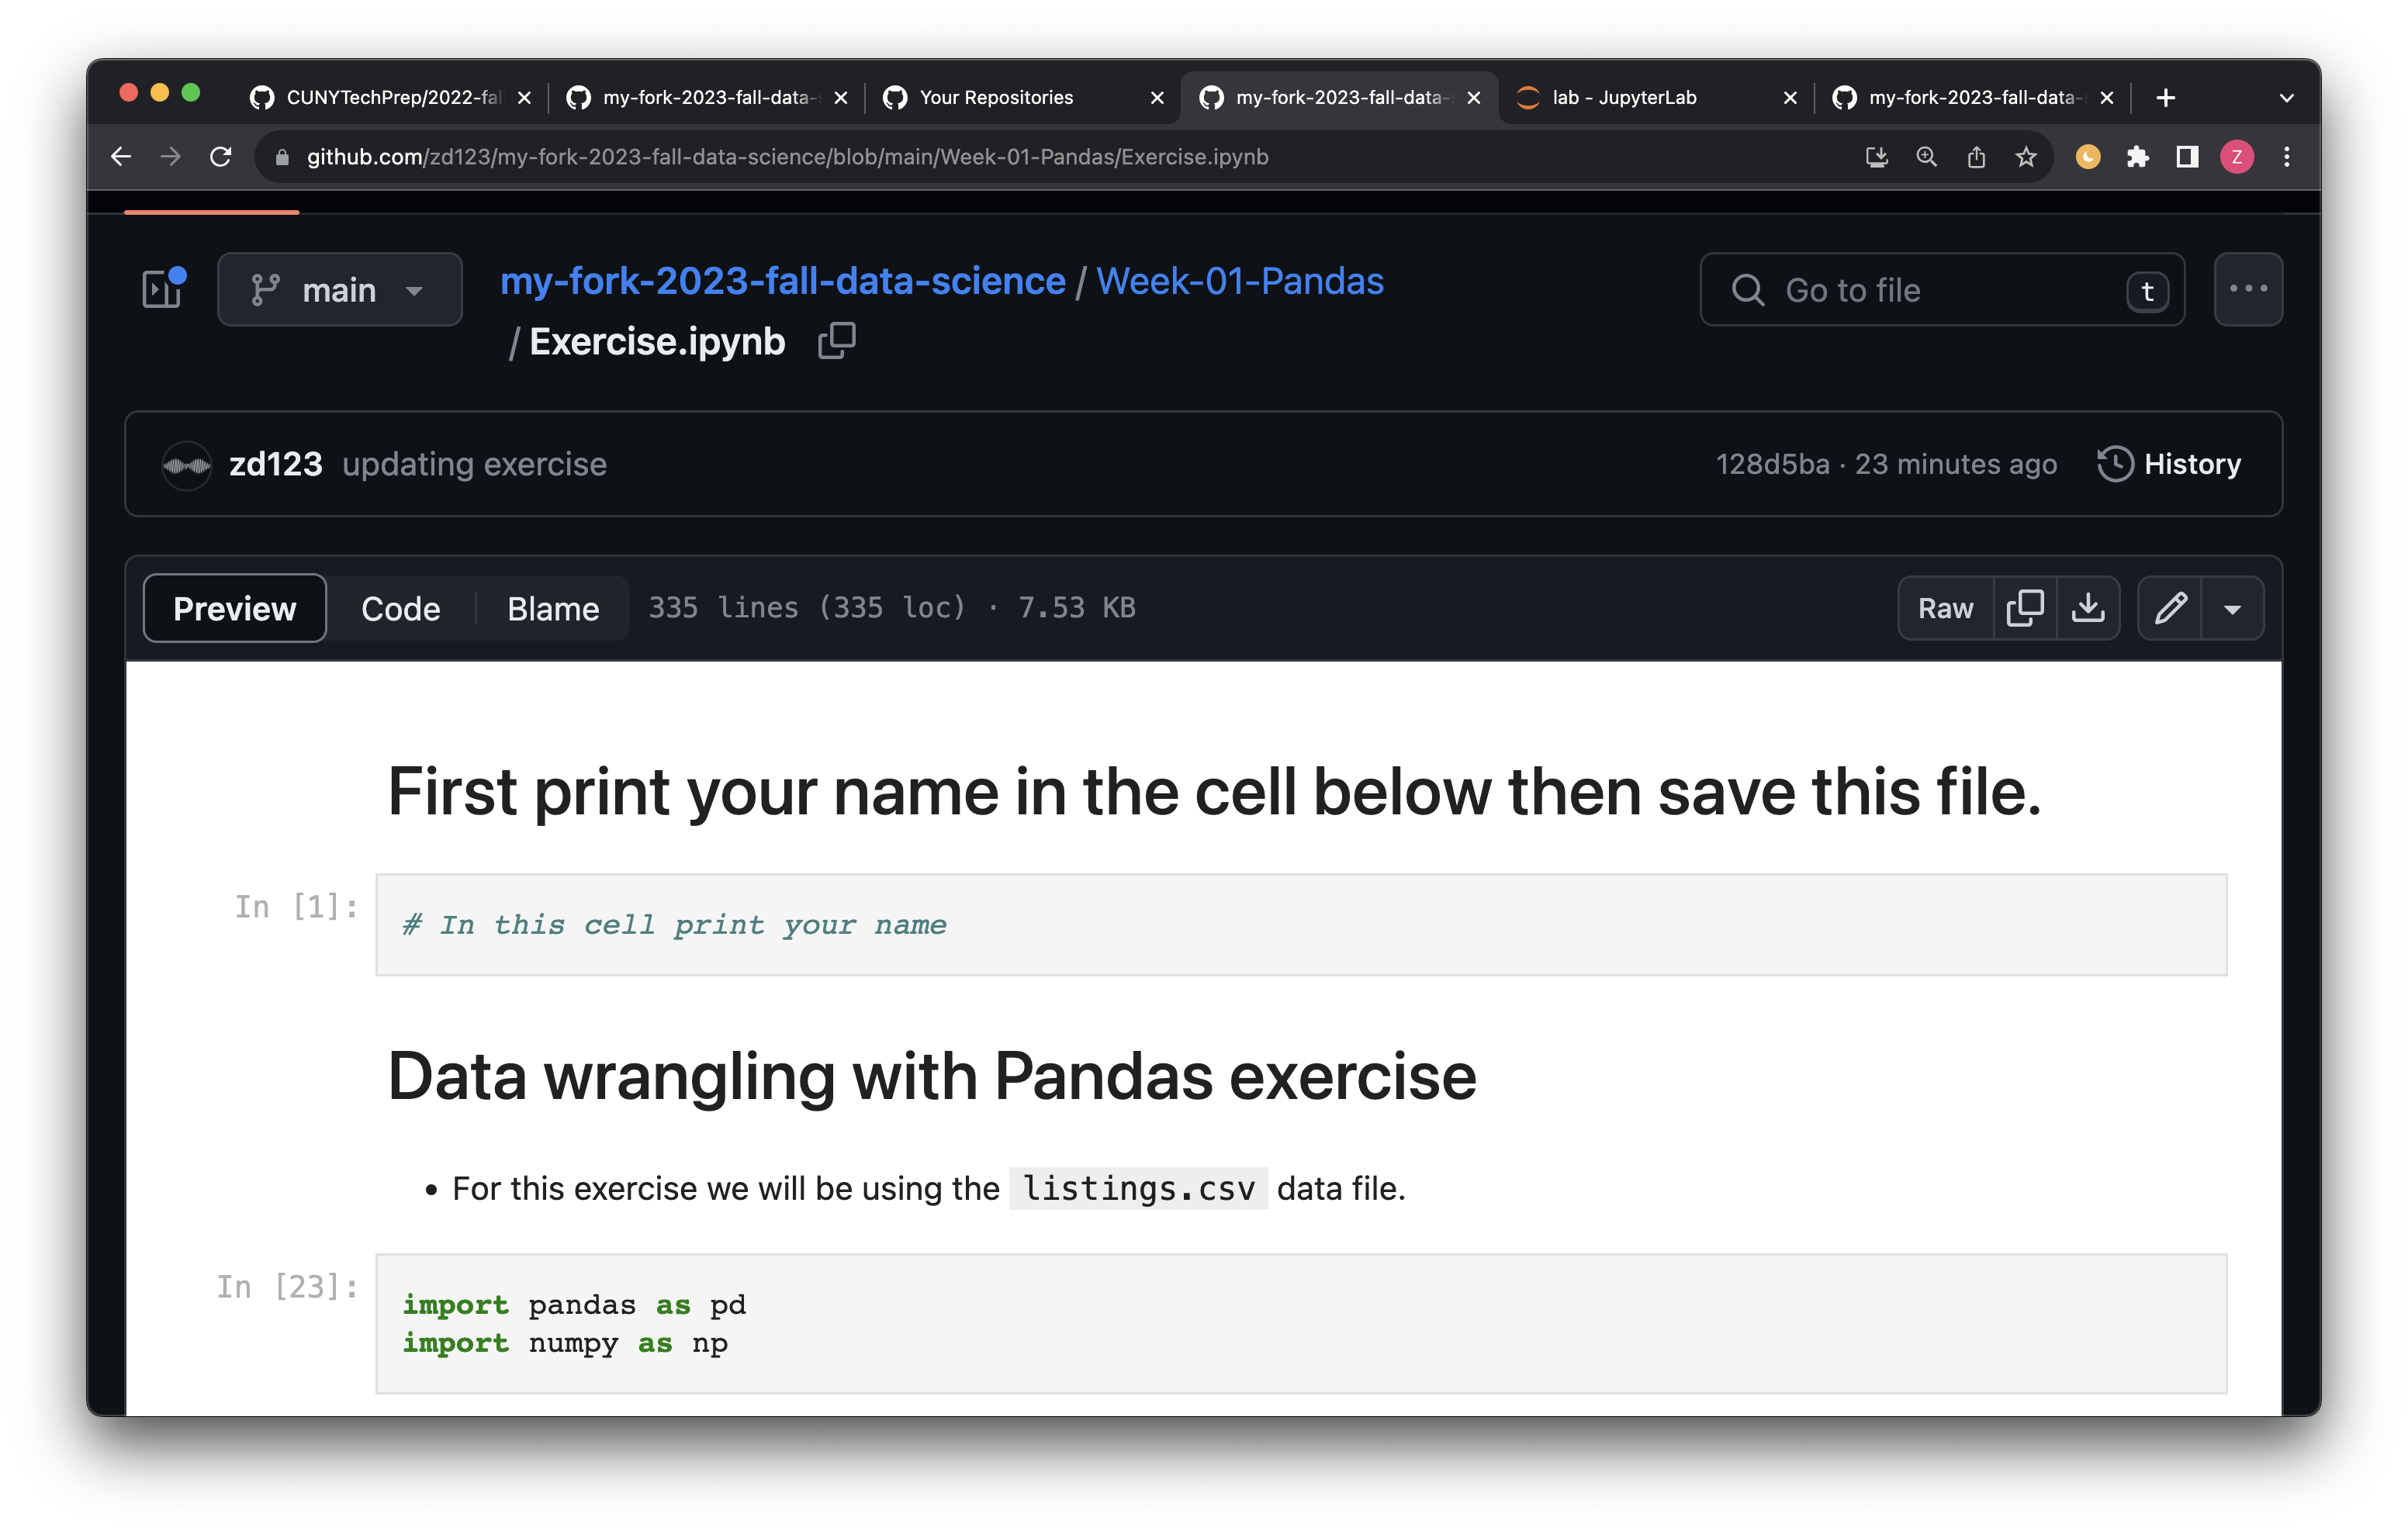 CUNYTechPrep/2022-fal
my-fork-2023-fall-data-
Your Repositories
my-fork-2023-fall-data-
lab - JupyterLab
my-fork-2023-fall-data-
github.com/zd123/my-fork-2023-fall-data-science/blob/main/Week-01-Pandas/Exercise.ipynb
Z
main
my-fork-2023-fall-data-science / Week-01-Pandas
/ Exercise.ipynb
Go to file
t
zd123 updating exercise
128d5ba · 23 minutes ago
History
Preview
Code
Blame
335 lines (335 loc) · 7.53 KB
Raw
First print your name in the cell below then save this file.
In [1]:
# In this cell print your name
Data wrangling with Pandas exercise
• For this exercise we will be using the listings.csv data file.
In [23]:
import pandas as pd
import numpy as np